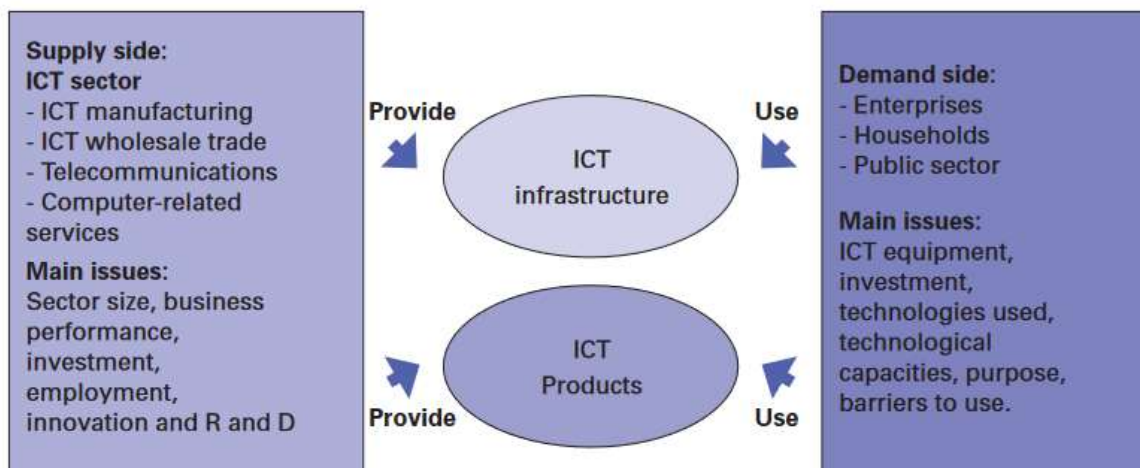 Supply side:
ICT sector
- ICT manufacturing
- ICT wholesale trade
- Telecommunications
- Computer-related
services
Main issues:
Sector size, business
performance,
investment,
employment,
innovation and R and D
Provide
ICT
infrastructure
Use
ICT
Products
Provide
Use
Demand side:
- Enterprises
- Households
- Public sector
Main issues:
ICT equipment,
investment,
technologies used,
technological
capacities, purpose,
barriers to use.